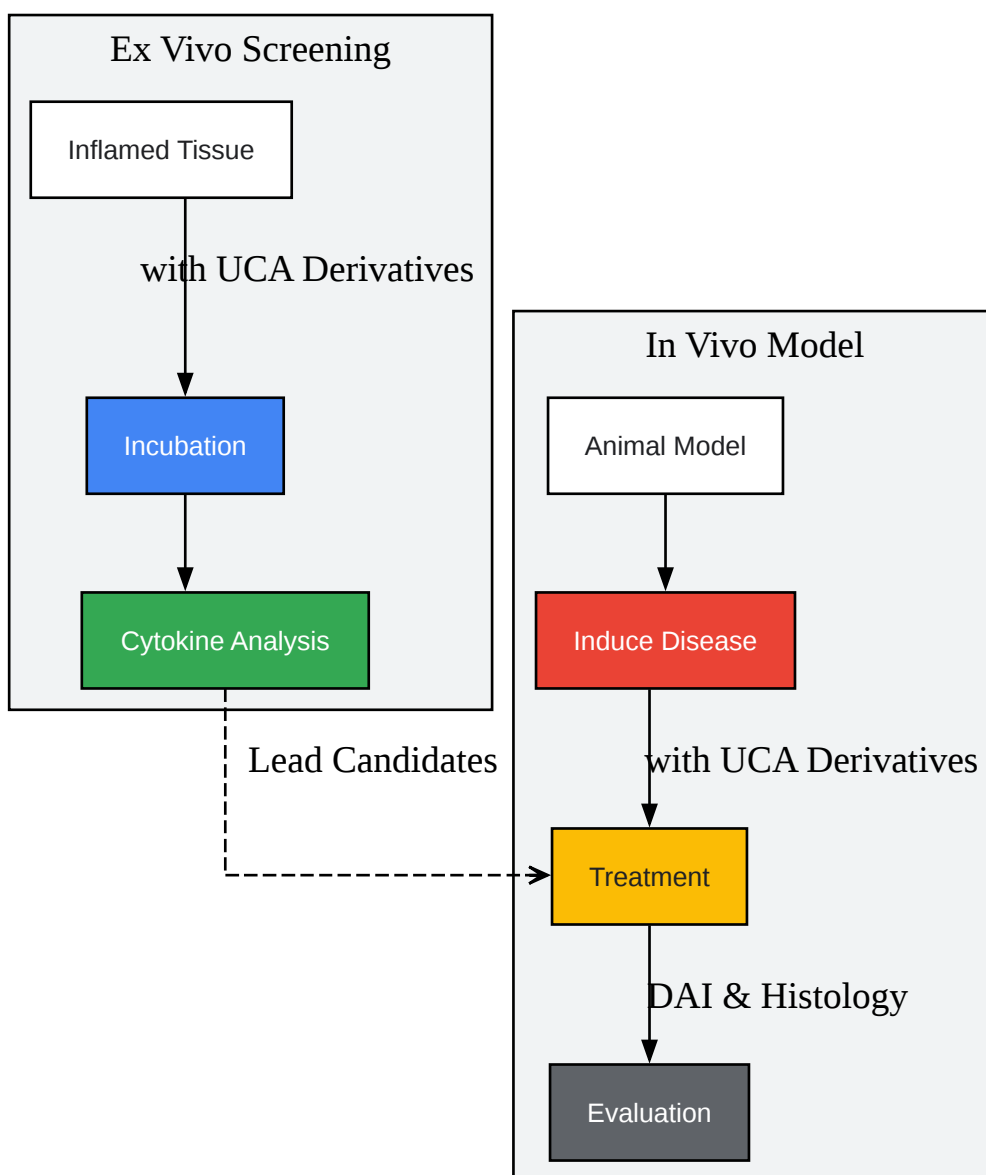 Ex Vivo Screening
Inflamed Tissue
with UCA Derivatives
Incubation
Cytokine Analysis
Lead Candidates
In Vivo Model
Animal Model
Induce Disease
with UCA Derivatives
Treatment
DAI & Histology
Evaluation